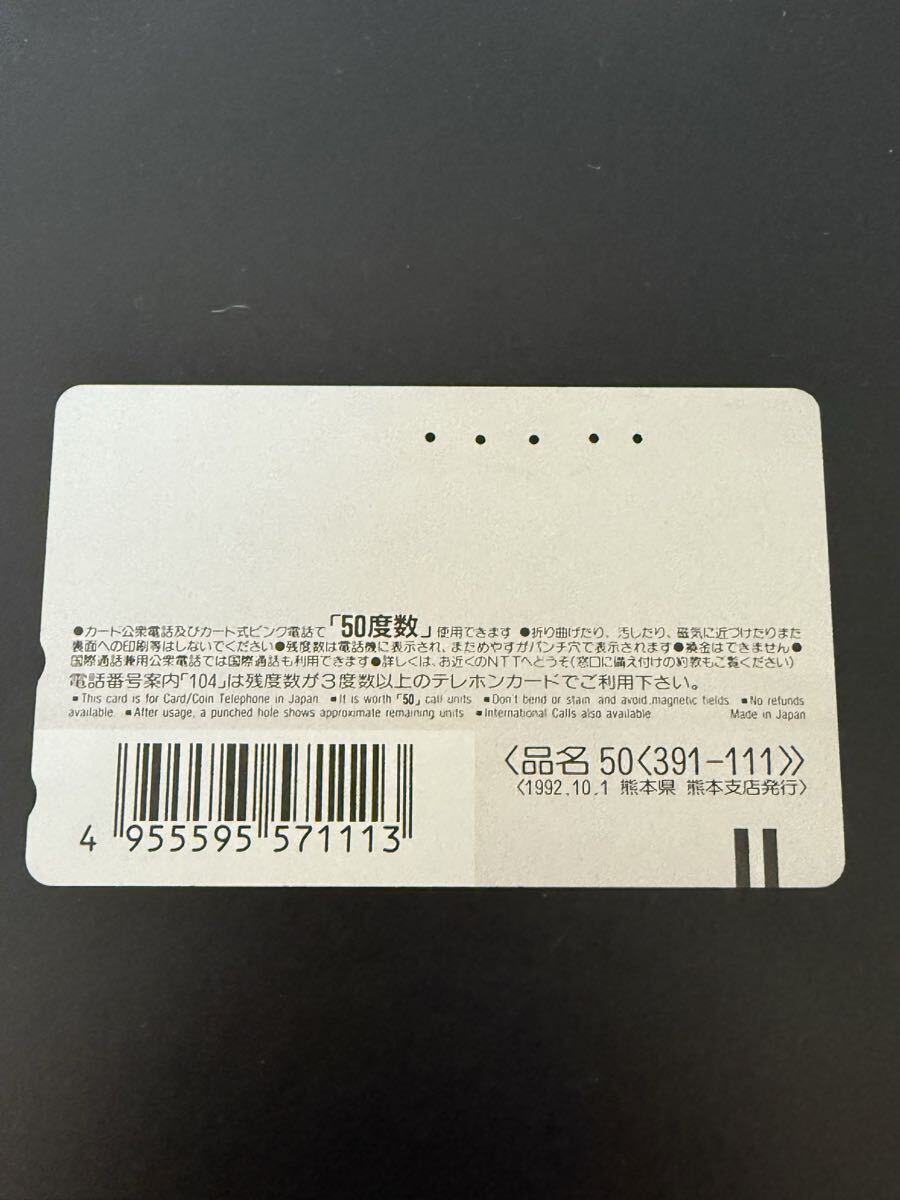 ●カード公衆電話及びカード式ピンク電話で「50度数」使用できます ●折り曲げたり、汚したり、磁気に近づけたりまた
裏面への印刷等はしないでください●残度数は電話機に表示され、まためやすがパンチ穴で表示されます●換金はできません●
国際通話兼用公衆電話では国際通話も利用できます●詳しくは、お近くのNTTへどうぞ(窓口に備え付けの約款もご覧ください)
電話番号案内「104」は残度数が3度数以上のテレホンカードでご利用下さい。
■This card is for Card/Coin Telephone in Japan. ■It is worth「50」call units ■Don't bend or stain and avoid magnetic fields ■No refunds
available. ■After usage, a punched hole shows approximate remaining units ■International Calls also available. Made in Japan
〈品名 50〈391-111〉〉
〈1992.10.1 熊本県 熊本支店発行〉
4 955595 571113